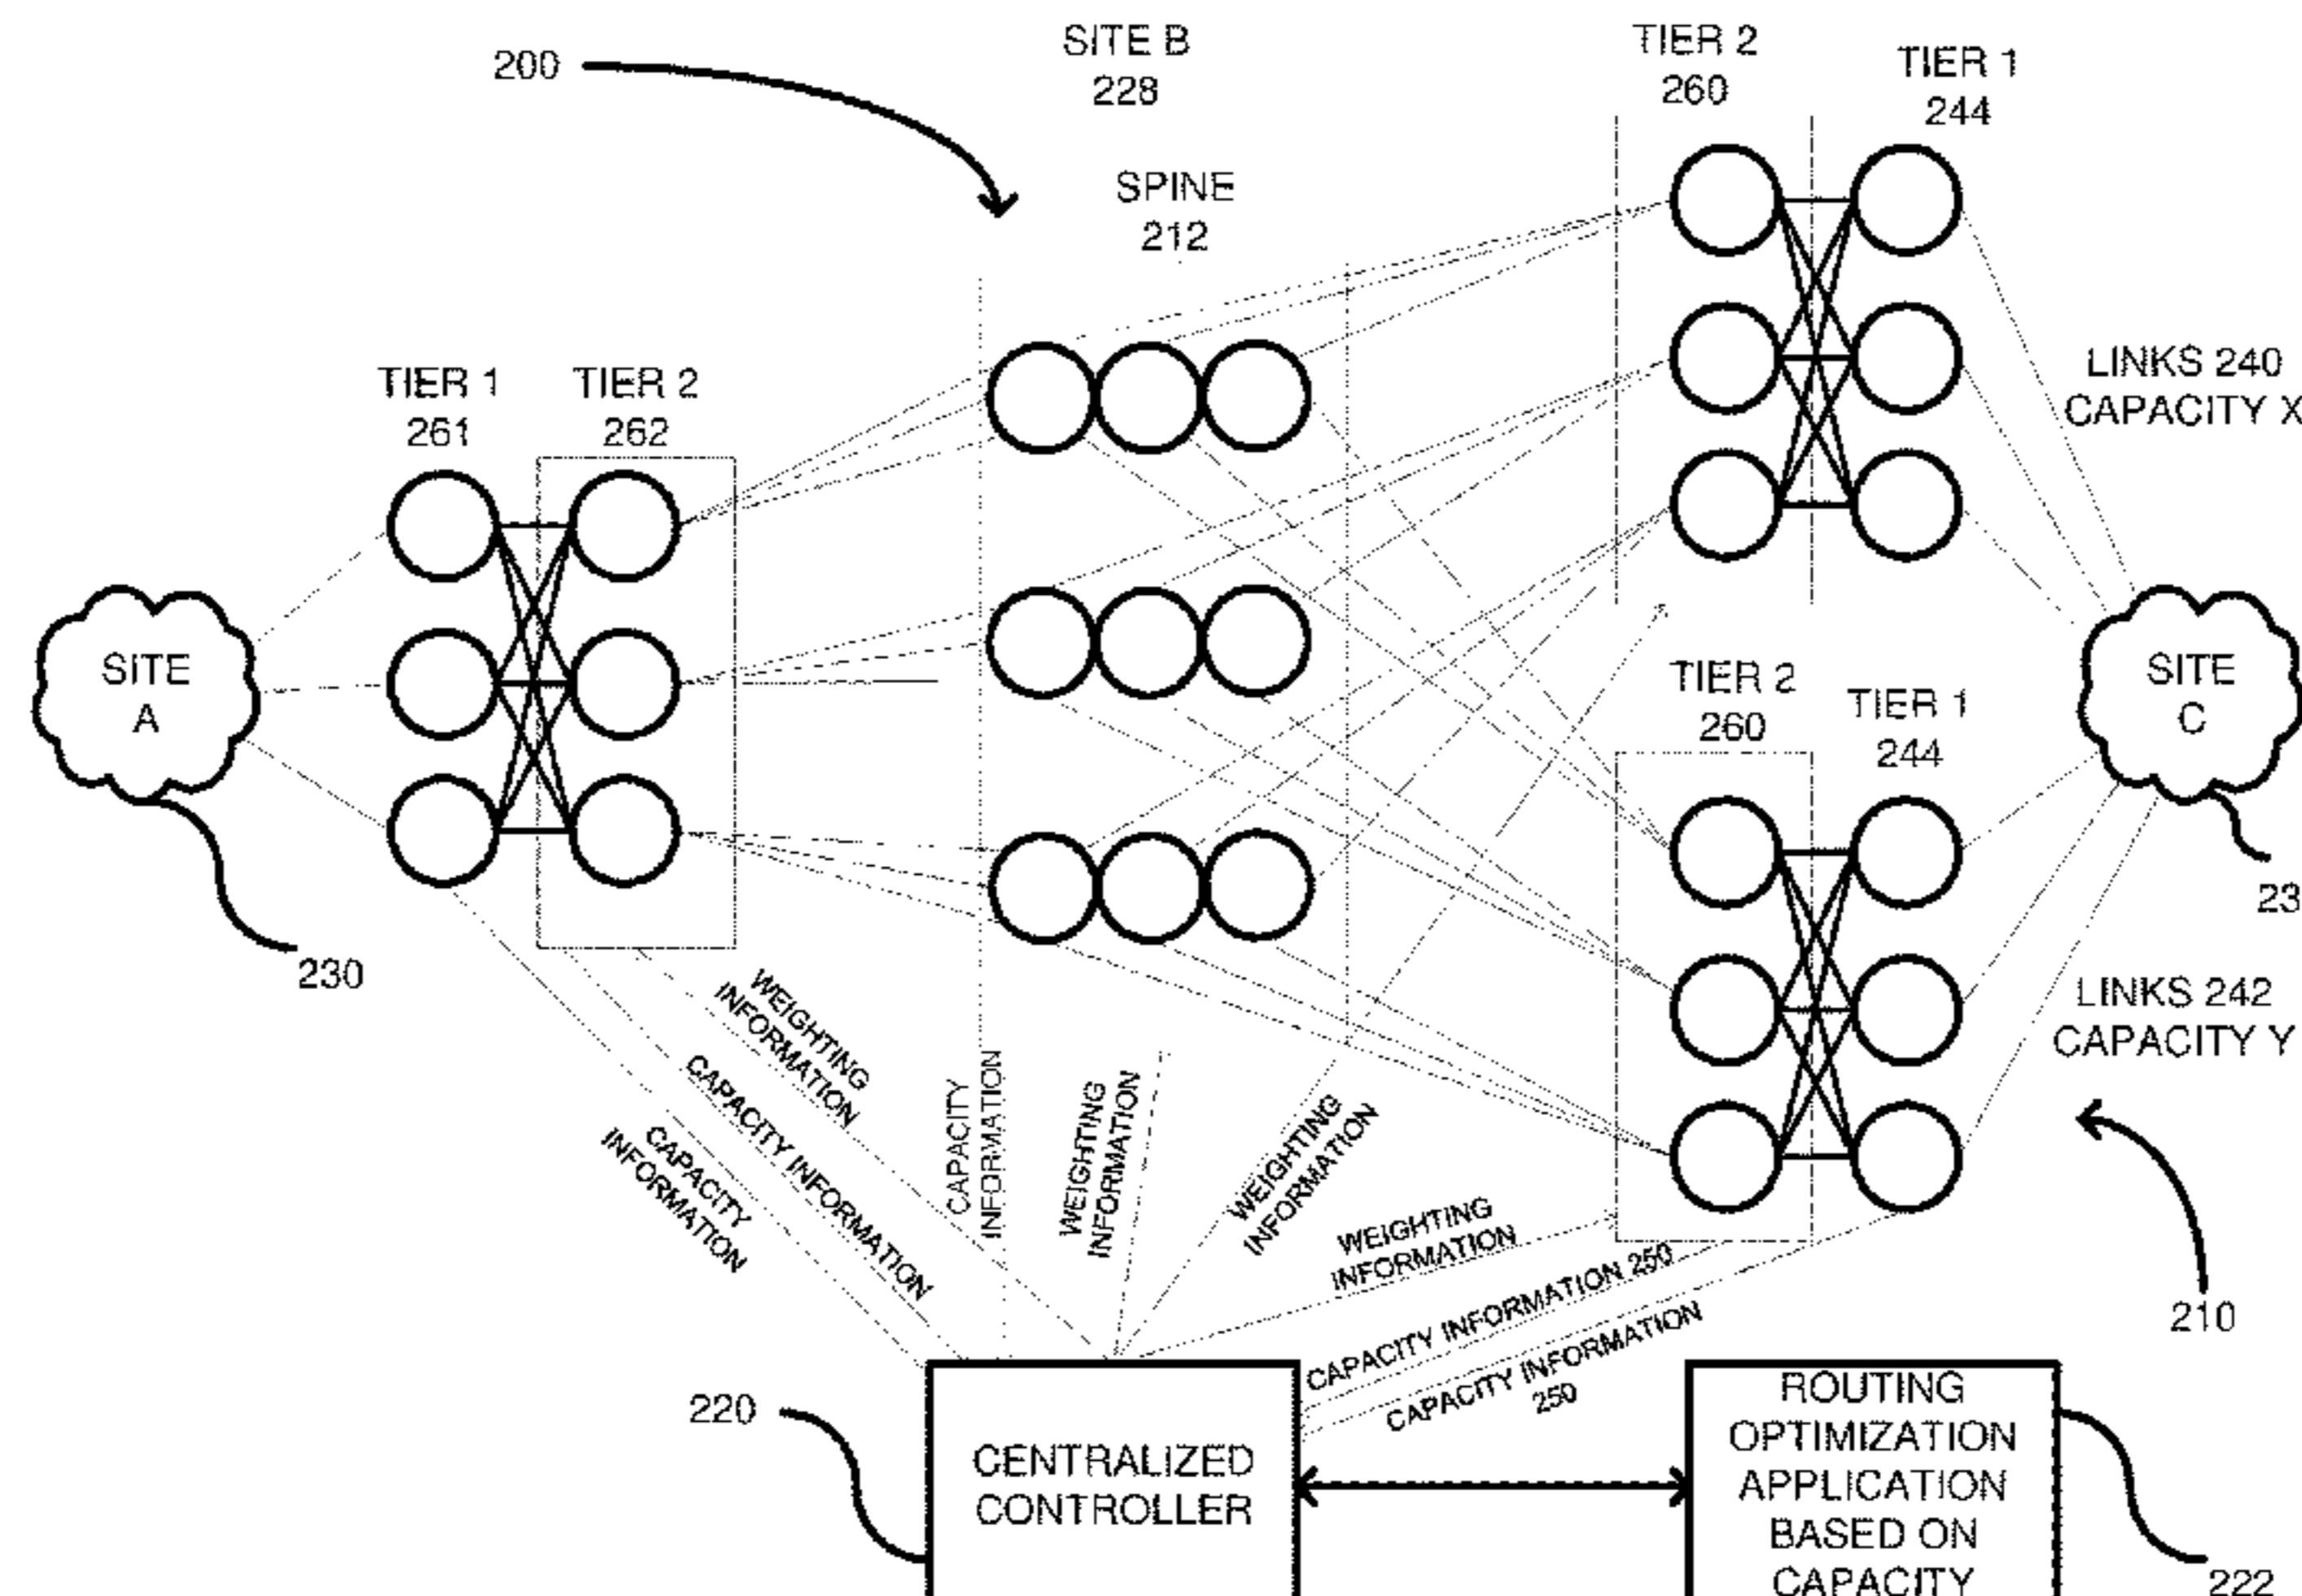 200
SITE B
228
SPINE
212
TIER 2
260
TIER 1
244
TIER 1
261
TIER 2
262
LINKS 240
CAPACITY X
SITE
A
230
TIER 2
260
TIER 1
244
SITE
C
23
LINKS 242
CAPACITY Y
210
WEIGHTING
INFORMATION
CAPACITY INFORMATION
CAPACITY
INFORMATION
CAPACITY
INFORMATION
WEIGHTING
INFORMATION
WEIGHTING
INFORMATION
WEIGHTING
INFORMATION
CAPACITY INFORMATION 250
CAPACITY INFORMATION
250
220
CENTRALIZED
CONTROLLER
ROUTING
OPTIMIZATION
APPLICATION
BASED ON
CAPACITY
222